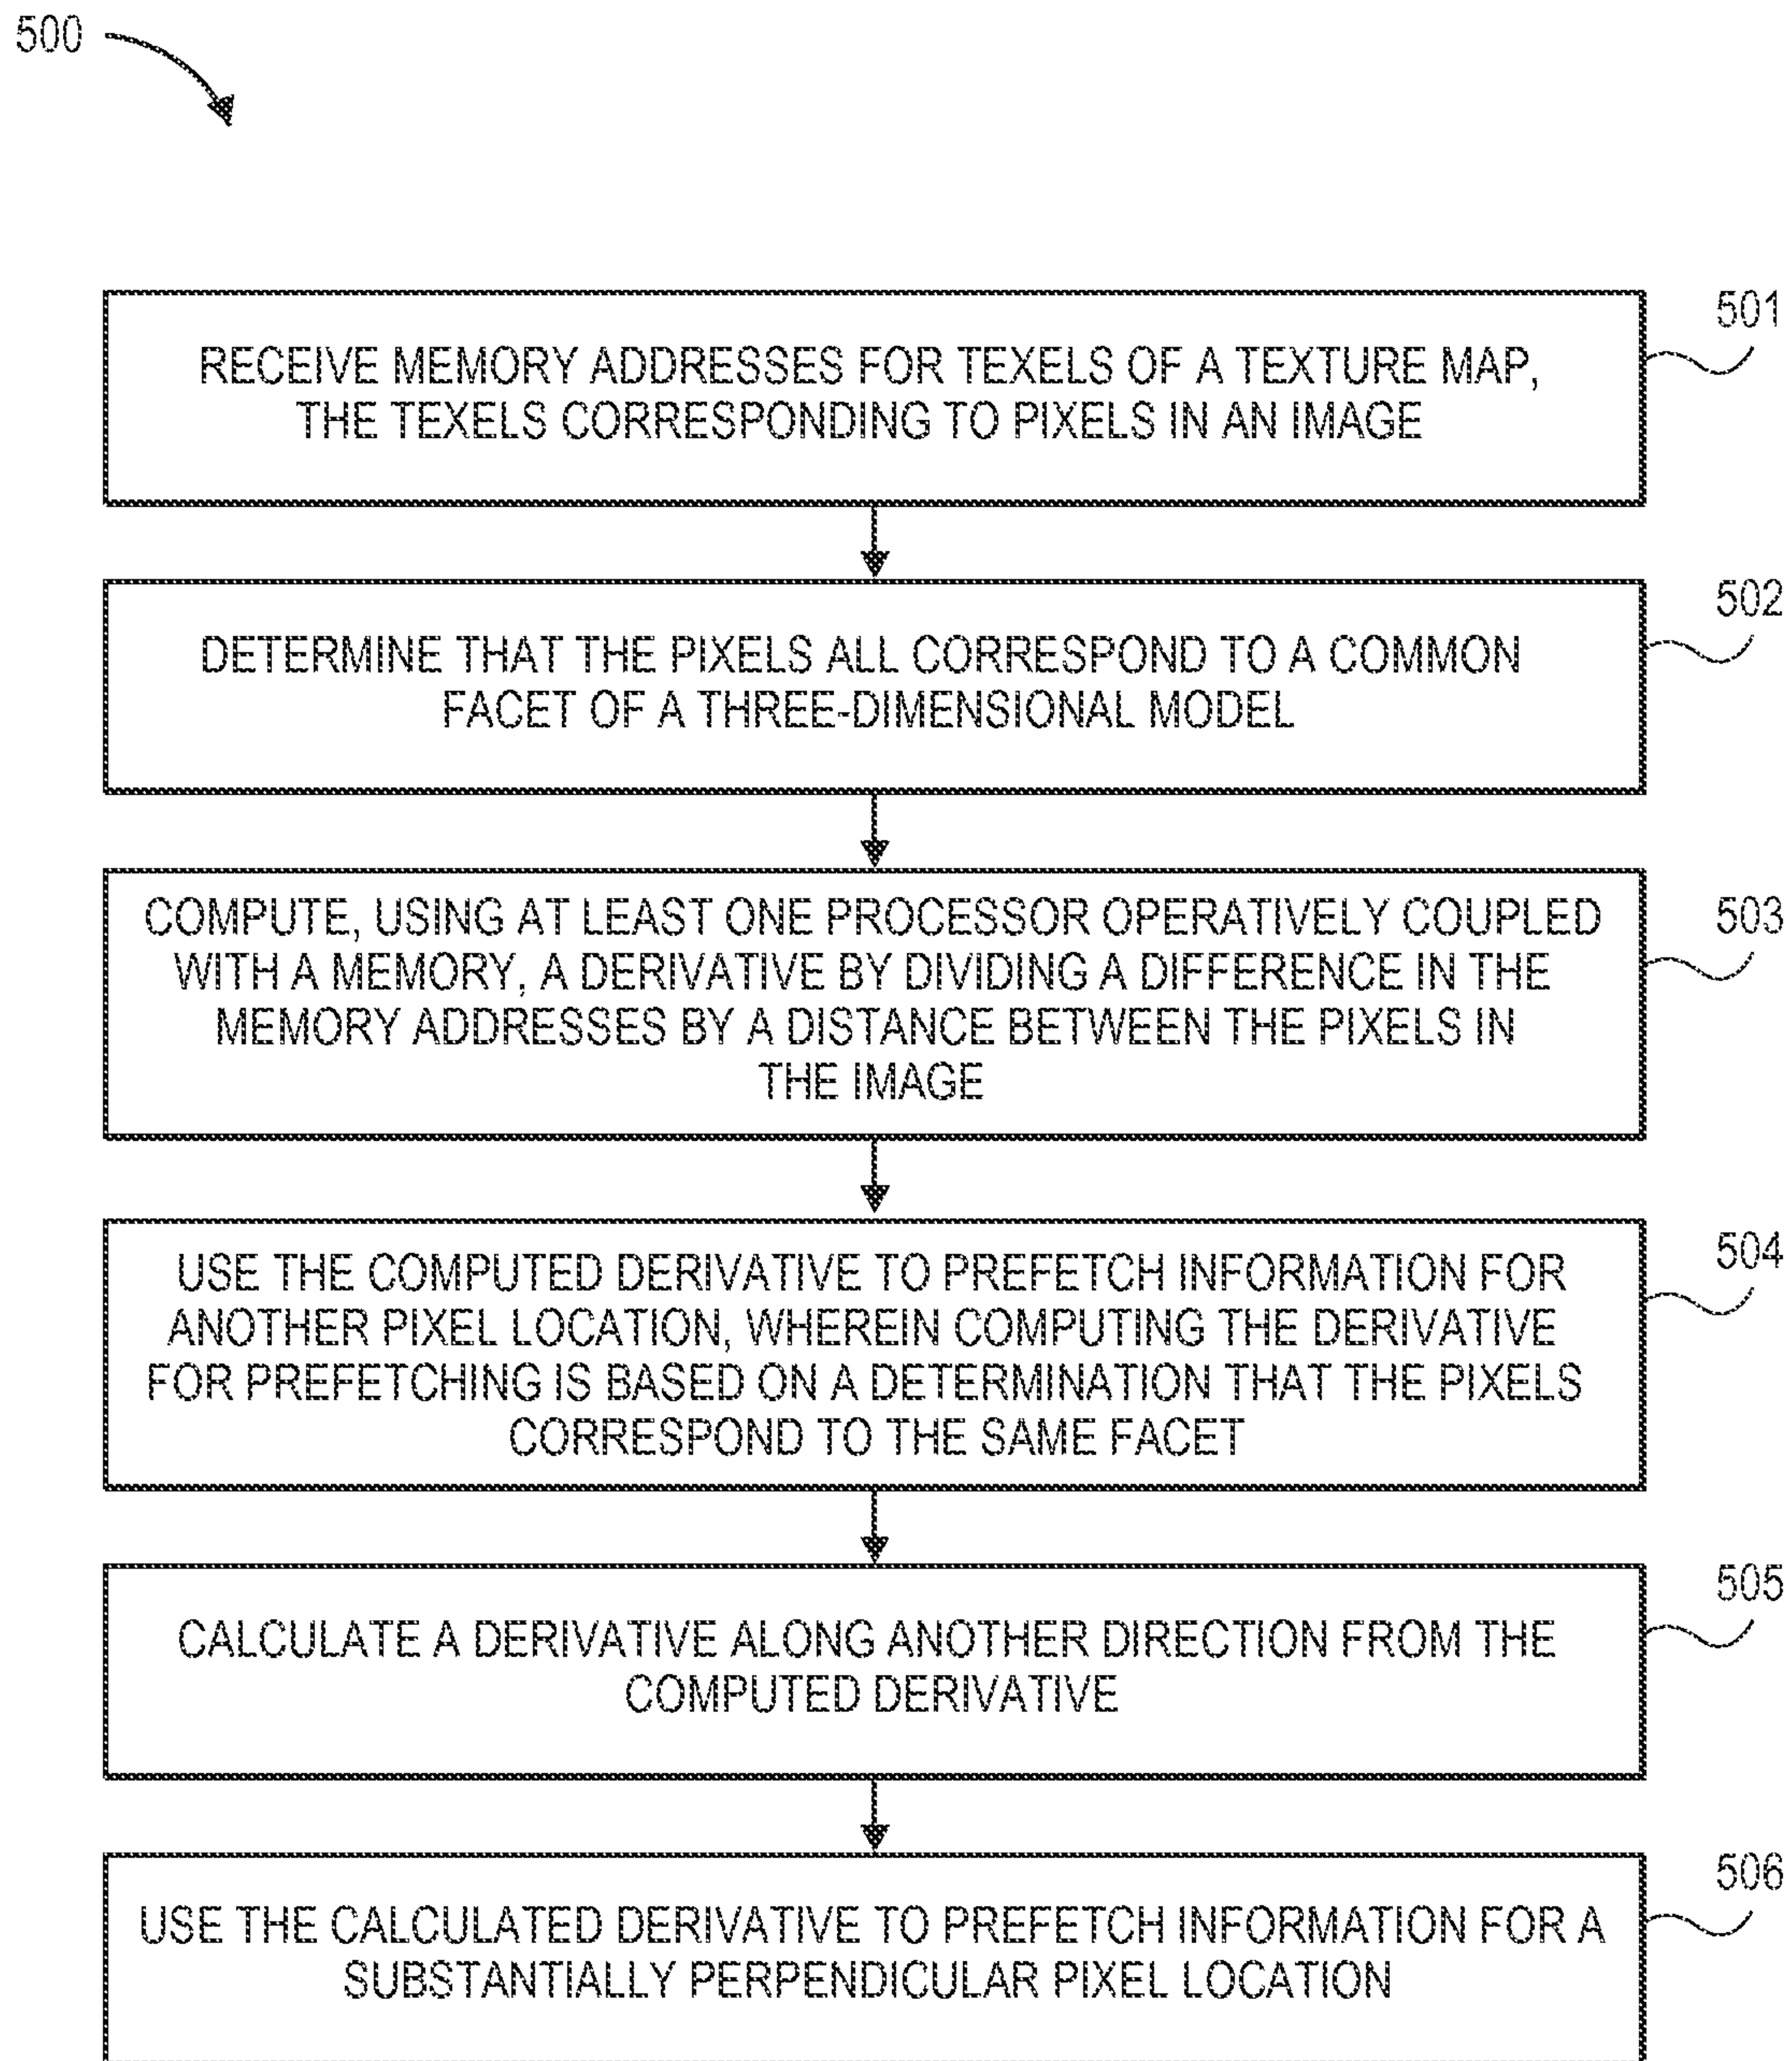 500
501
RECEIVE MEMORY ADDRESSES FOR TEXELS OF A TEXTURE MAP,
THE TEXELS CORRESPONDING TO PIXELS IN AN IMAGE
502
DETERMINE THAT THE PIXELS ALL CORRESPOND TO A COMMON
FACET OF A THREE-DIMENSIONAL MODEL
503
COMPUTE, USING AT LEAST ONE PROCESSOR OPERATIVELY COUPLED
WITH A MEMORY, A DERIVATIVE BY DIVIDING A DIFFERENCE IN THE
MEMORY ADDRESSES BY A DISTANCE BETWEEN THE PIXELS IN
THE IMAGE
504
USE THE COMPUTED DERIVATIVE TO PREFETCH INFORMATION FOR
ANOTHER PIXEL LOCATION, WHEREIN COMPUTING THE DERIVATIVE
FOR PREFETCHING IS BASED ON A DETERMINATION THAT THE PIXELS
CORRESPOND TO THE SAME FACET
505
CALCULATE A DERIVATIVE ALONG ANOTHER DIRECTION FROM THE
COMPUTED DERIVATIVE
506
USE THE CALCULATED DERIVATIVE TO PREFETCH INFORMATION FOR A
SUBSTANTIALLY PERPENDICULAR PIXEL LOCATION